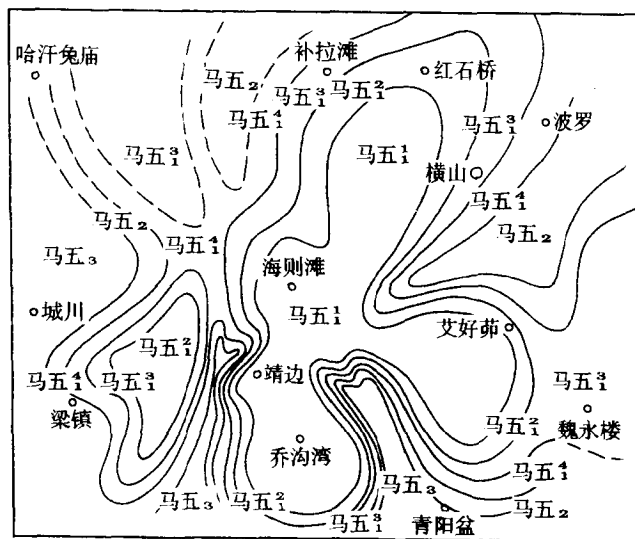 哈汗兔庙
补拉滩
红石桥
马五₂
马五₁³
马五₁²
马五₁⁴
马五₁³
波罗
马五₁³
马五₁¹
横山
马五₁⁴
马五₂
马五₂
马五₁⁴
马五₃
海则滩
城川
马五₁¹
艾好峁
马五₁²
马五₁⁴
马五₁³
靖边
马五₁³
梁镇
魏永楼
马五₁²
乔沟湾
马五₁⁴
马五₃
马五₃
马五₁²
马五₂
马五₁³
青阳岔